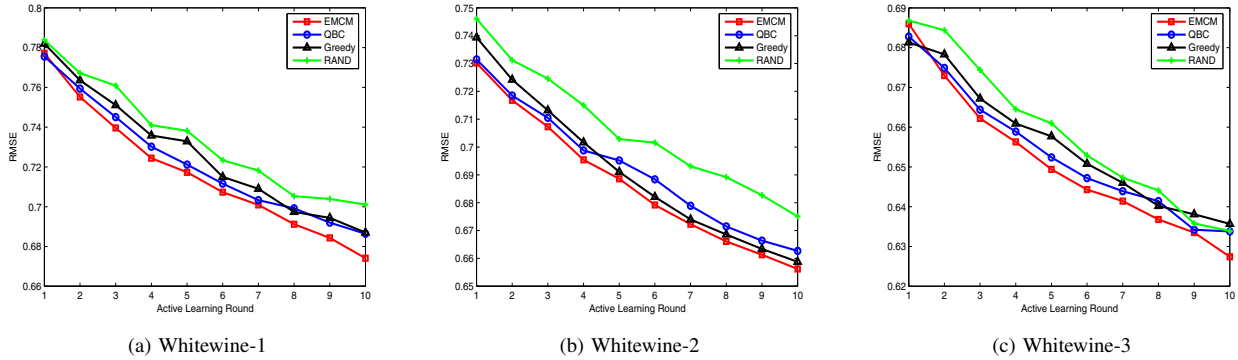 0.8
0.78
0.76
0.74
0.72
0.7
0.68
0.66
RMSE
1 2 3 4 5 6 7 8 9 10
Active Learning Round
EMCM
QBC
Greedy
RAND
(a) Whitewine-1
0.75
0.74
0.73
0.72
0.71
0.7
0.69
0.68
0.67
0.66
0.65
RMSE
1 2 3 4 5 6 7 8 9 10
Active Learning Round
EMCM
QBC
Greedy
RAND
(b) Whitewine-2
0.69
0.68
0.67
0.66
0.65
0.64
0.63
0.62
RMSE
1 2 3 4 5 6 7 8 9 10
Active Learning Round
EMCM
QBC
Greedy
RAND
(c) Whitewine-3